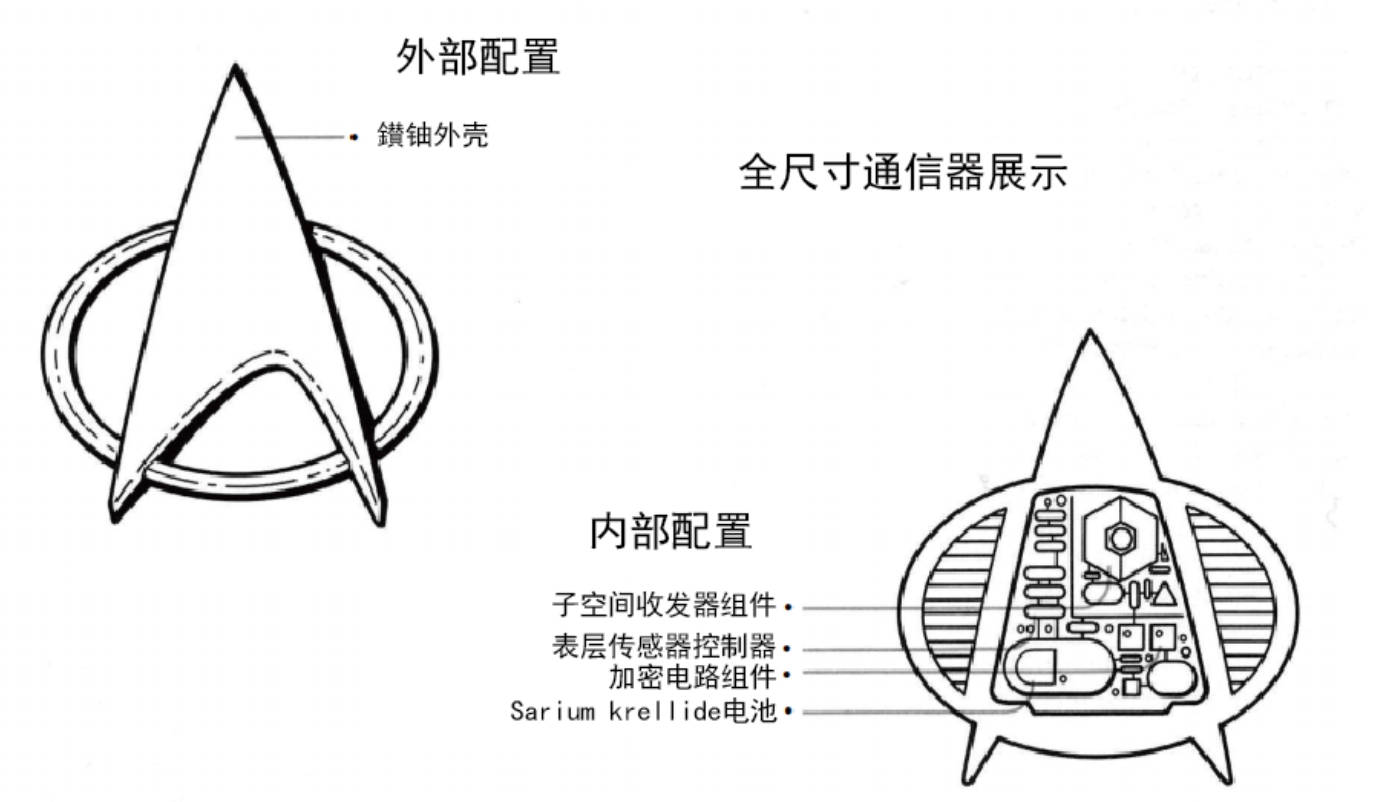 外部配置
鑚铀外壳
全尺寸通信器展示
内部配置
子空间收发器组件
表层传感器控制器
加密电路组件
Sarium krellide电池